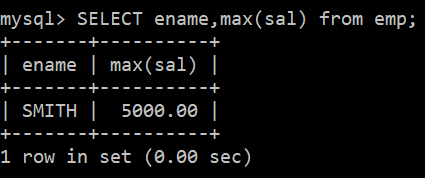 mysql> SELECT ename,max(sal) from emp;
+-------+----------+
| ename | max(sal) |
+-------+----------+
| SMITH |  5000.00 |
+-------+----------+
1 row in set (0.00 sec)